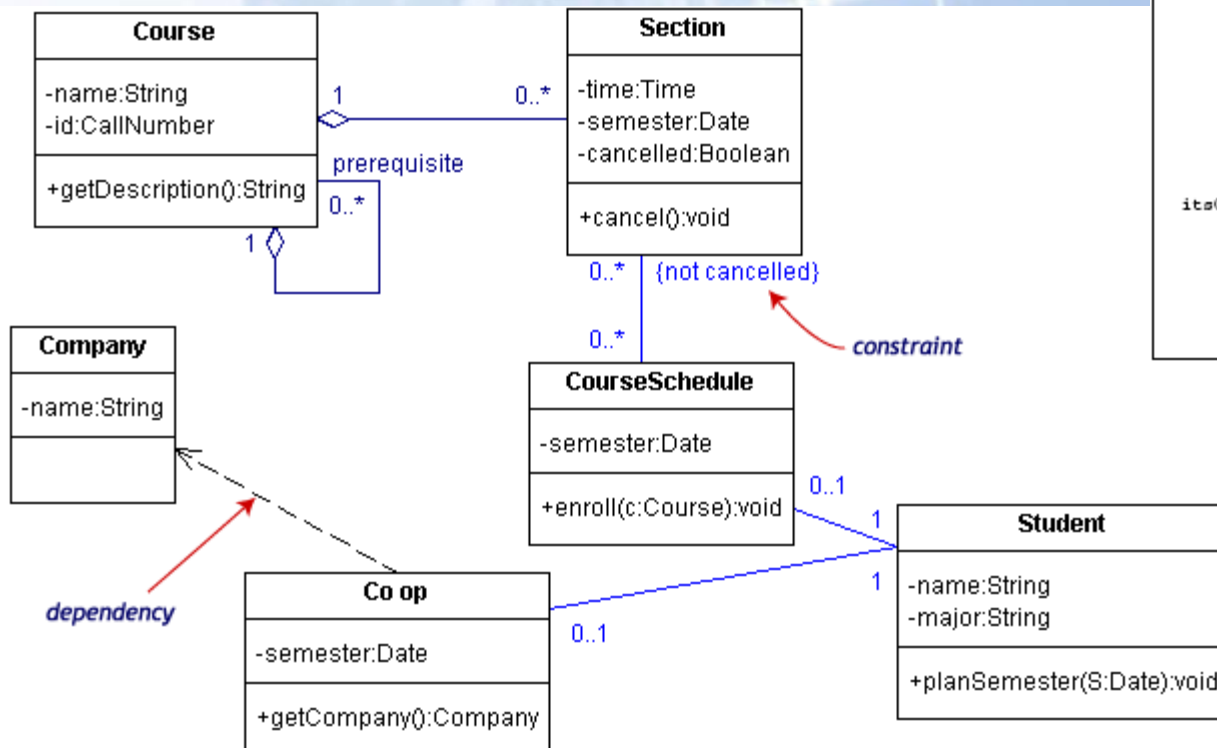 Course
-name:String
-id:CallNumber
+getDescription():String
1
0..*
prerequisite
0..*
1
Section
-time:Time
-semester:Date
-cancelled:Boolean
+cancel():void
0..*
{not cancelled}
0..*
constraint
Company
-name:String
dependency
CourseSchedule
-semester:Date
+enroll(c:Course):void
0..1
1
1
0..1
Co op
-semester:Date
+getCompany():Company
Student
-name:String
-major:String
+planSemester(S:Date):void